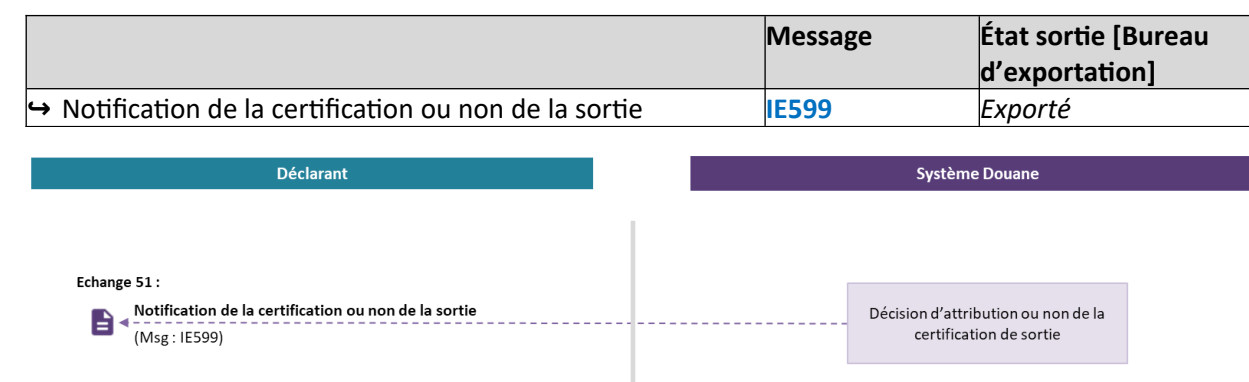 Message État sortie [Bureau
d’exportation]
↪ Notification de la certification ou non de la sortie IE599 Exporté
Déclarant Système Douane
Echange 51 :
Notification de la certification ou non de la sortie
(Msg : IE599)
Décision d’attribution ou non de la
certification de sortie